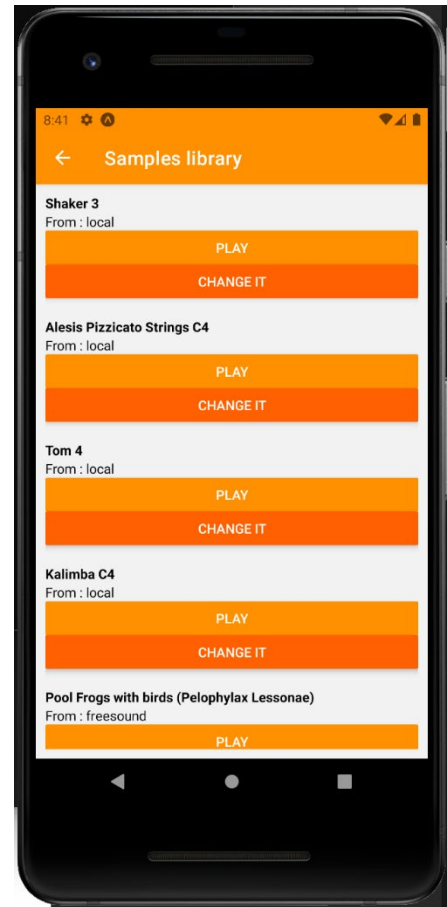 8:41
Samples library
Shaker 3
From : local
PLAY
CHANGE IT
Alesis Pizzicato Strings C4
From : local
PLAY
CHANGE IT
Tom 4
From : local
PLAY
CHANGE IT
Kalimba C4
From : local
PLAY
CHANGE IT
Pool Frogs with birds (Pelophylax Lessonae)
From : freesound
PLAY